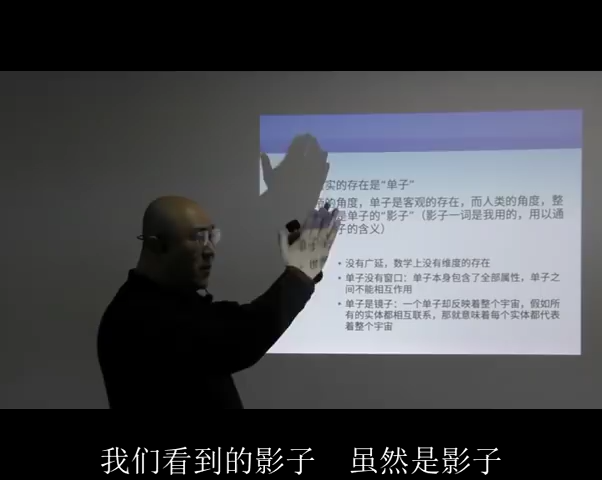 实的存在是“单子”
的角度，单子是客观的存在，而人类的角度，整
是单子的“影子”（影子一词是我用的，用以通
子的含义）
• 没有广延，数学上没有维度的存在
• 单子没有窗口：单子本身包含了全部属性，单子之
间不能相互作用
• 单子是镜子：一个单子却反映着整个宇宙，假如所
有的实体都相互联系，那就意味着每个实体都代表
着整个宇宙
我们看到的影子 虽然是影子